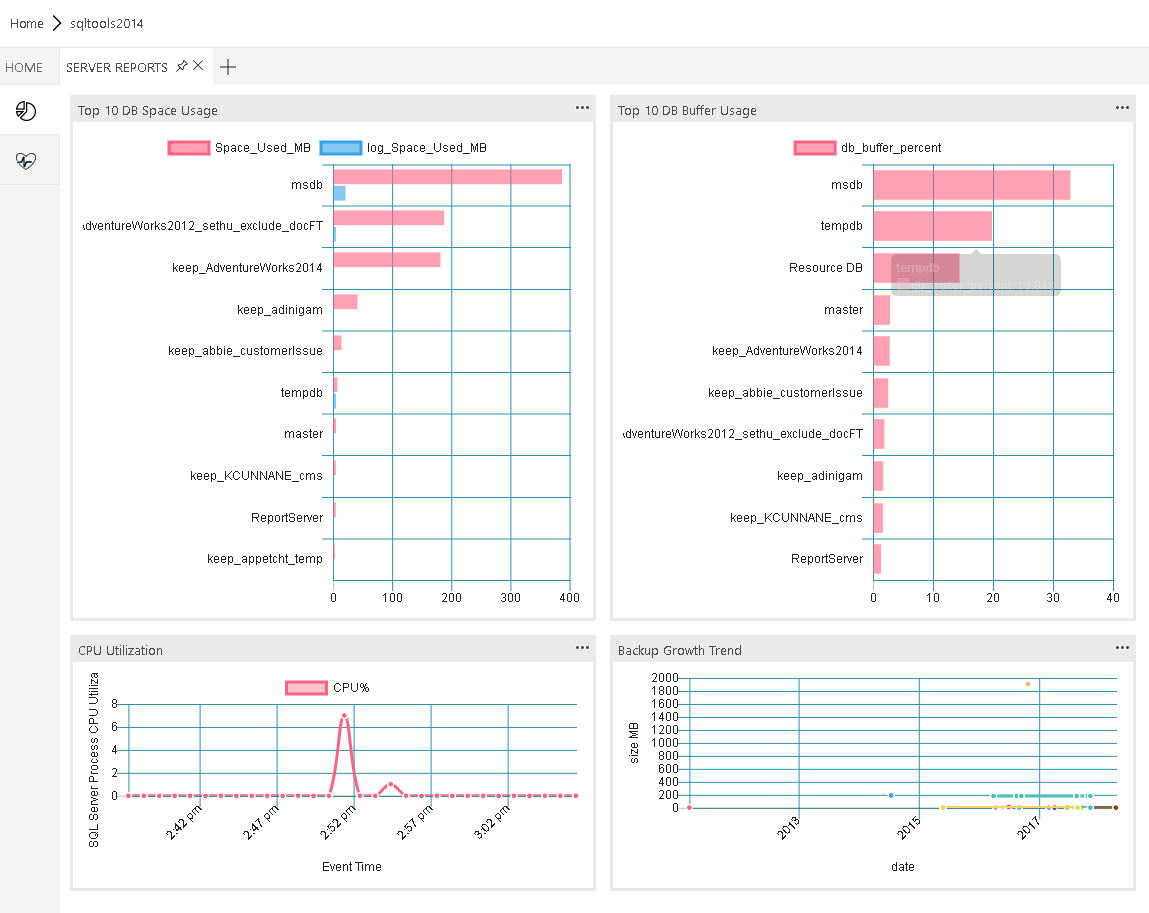 Home sqltools2014
HOME SERVER REPORTS
Top 10 DB Space Usage
Space_Used_MB log_Space_Used_MB
msdb
AdventureWorks2012_sethu_exclude_docFT
keep_AdventureWorks2014
keep_adinigam
keep_abbie_customerIssue
tempdb
master
keep_KCUNNANE_cms
ReportServer
keep_appetcht_temp
0 100 200 300 400
Top 10 DB Buffer Usage
db_buffer_percent
msdb
tempdb
Resource DB
tempdb
master
keep_AdventureWorks2014
keep_abbie_customerIssue
AdventureWorks2012_sethu_exclude_docFT
keep_adinigam
keep_KCUNNANE_cms
ReportServer
0 10 20 30 40
CPU Utilization
CPU%
SQL Server Process CPU Utiliza
8
6
4
2
0
2:42 pm 2:47 pm 2:52 pm 2:57 pm 3:02 pm
Event Time
Backup Growth Trend
size MB
2000
1800
1600
1400
1200
1000
800
600
400
200
0
2013 2015 2017
date